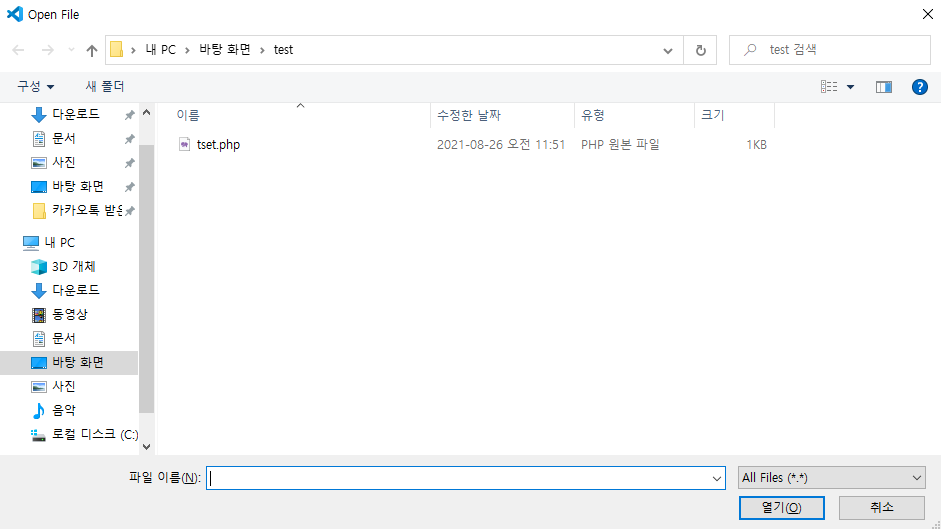 Open File
내 PC
바탕 화면
test
test 검색
구성
새 폴더
이름
수정한 날짜
유형
크기
tset.php
2021-08-26 오전 11:51
PHP 원본 파일
1KB
다운로드
문서
사진
바탕 화면
카카오톡 받은
내 PC
3D 개체
다운로드
동영상
문서
바탕 화면
사진
음악
로컬 디스크 (C:)
파일 이름(N):
All Files (*.*)
열기(O)
취소